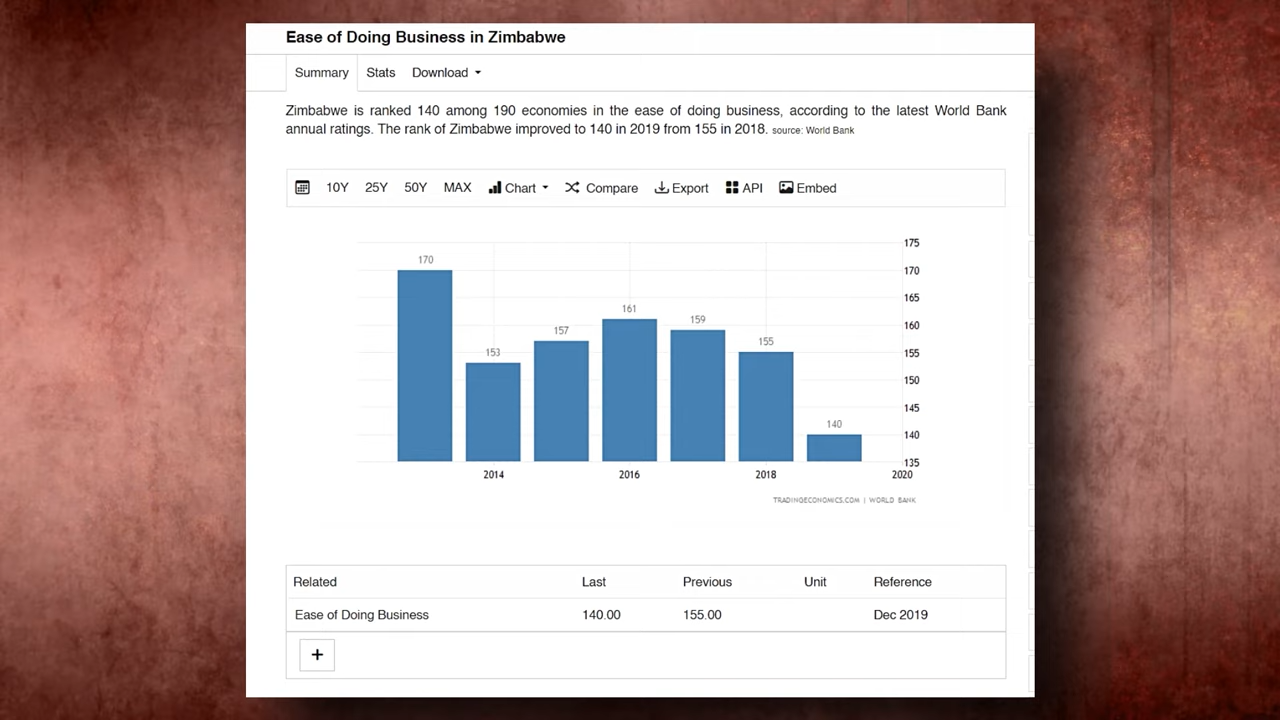 Ease of Doing Business in Zimbabwe
Summary Stats Download
Zimbabwe is ranked 140 among 190 economies in the ease of doing business, according to the latest World Bank
annual ratings. The rank of Zimbabwe improved to 140 in 2019 from 155 in 2018. source: World Bank
10Y 25Y 50Y MAX Chart Compare Export API Embed
175
170 170
165
161 160
159
157
155 155
153
150
145
140 140
135
2014 2016 2018 2020
TRADINGECONOMICS.COM | WORLD BANK
Related Last Previous Unit Reference
Ease of Doing Business 140.00 155.00 Dec 2019
+